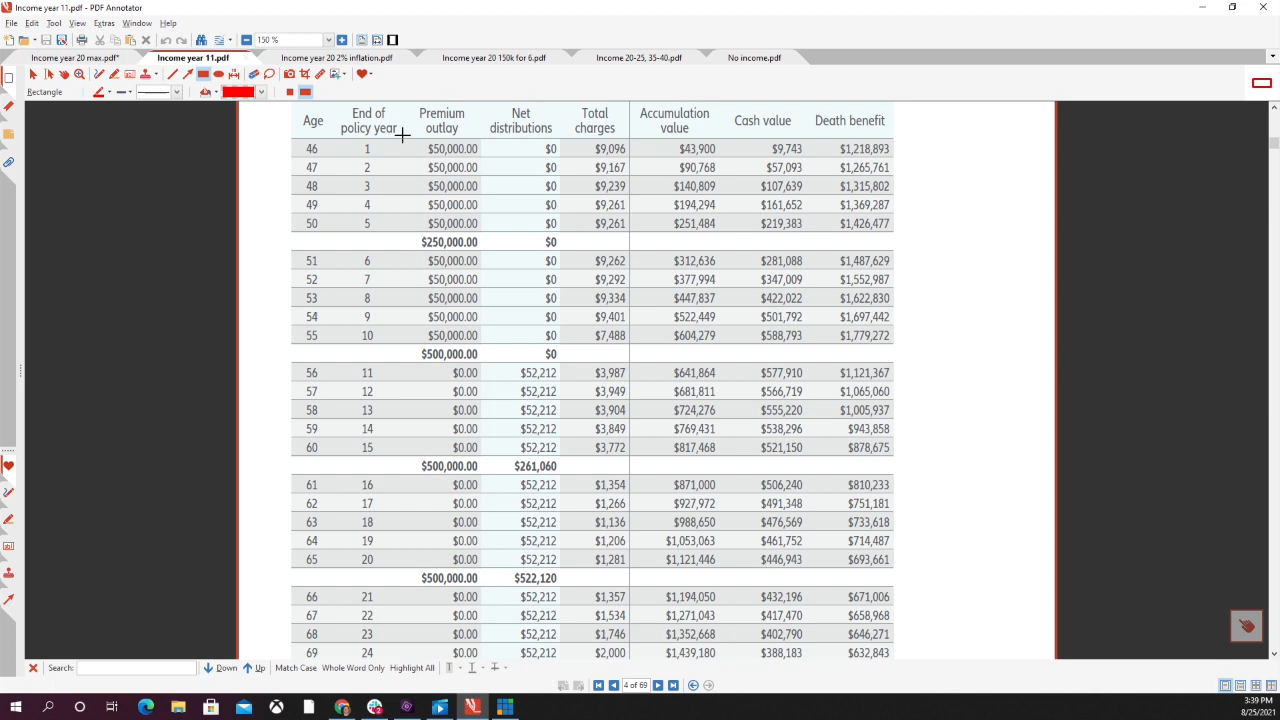 Income year 11.pdf - PDF Annotator
File Edit Tool View Extras Window Help
150 %
Income year 20 max.pdf* Income year 11.pdf Income year 20 2% inflation.pdf Income year 20 150k for 6.pdf Income 20-25, 35-40.pdf No income.pdf
Rectangle
Age End of policy year Premium outlay Net distributions Total charges Accumulation value Cash value Death benefit
46 1 $50,000.00 $0 $9,096 $43,900 $9,743 $1,218,893
47 2 $50,000.00 $0 $9,167 $90,768 $57,093 $1,265,761
48 3 $50,000.00 $0 $9,239 $140,809 $107,639 $1,315,802
49 4 $50,000.00 $0 $9,261 $194,294 $161,652 $1,369,287
50 5 $50,000.00 $0 $9,261 $251,484 $219,383 $1,426,477
$250,000.00 $0
51 6 $50,000.00 $0 $9,262 $312,636 $281,088 $1,487,629
52 7 $50,000.00 $0 $9,292 $377,994 $347,009 $1,552,987
53 8 $50,000.00 $0 $9,334 $447,837 $422,022 $1,622,830
54 9 $50,000.00 $0 $9,401 $522,449 $501,792 $1,697,442
55 10 $50,000.00 $0 $7,488 $604,279 $588,793 $1,779,272
$500,000.00 $0
56 11 $0.00 $52,212 $3,987 $641,864 $577,910 $1,121,367
57 12 $0.00 $52,212 $3,949 $681,811 $566,719 $1,065,060
58 13 $0.00 $52,212 $3,904 $724,276 $555,220 $1,005,937
59 14 $0.00 $52,212 $3,849 $769,431 $538,296 $943,858
60 15 $0.00 $52,212 $3,772 $817,468 $521,150 $878,675
$500,000.00 $261,060
61 16 $0.00 $52,212 $1,354 $871,000 $506,240 $810,233
62 17 $0.00 $52,212 $1,266 $927,972 $491,348 $751,181
63 18 $0.00 $52,212 $1,136 $988,650 $476,569 $733,618
64 19 $0.00 $52,212 $1,206 $1,053,063 $461,752 $714,487
65 20 $0.00 $52,212 $1,281 $1,121,446 $446,943 $693,661
$500,000.00 $522,120
66 21 $0.00 $52,212 $1,357 $1,194,050 $432,196 $671,006
67 22 $0.00 $52,212 $1,534 $1,271,043 $417,470 $658,968
68 23 $0.00 $52,212 $1,746 $1,352,668 $402,790 $646,271
69 24 $0.00 $52,212 $2,000 $1,439,180 $388,183 $632,843
Search: Down Up Match Case Whole Word Only Highlight All
4 of 69
3:39 PM
8/25/2021